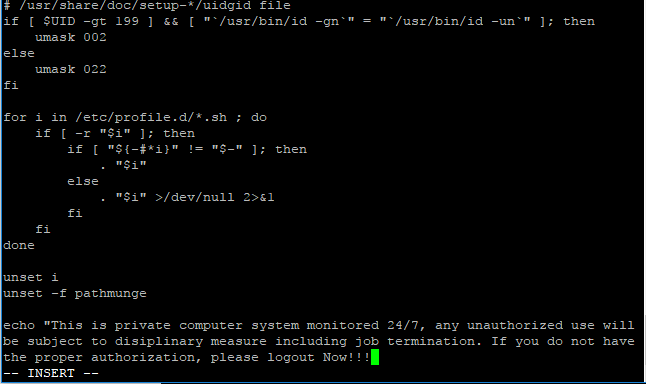 # /usr/share/doc/setup-*/uidgid file
if [ $UID -gt 199 ] && [ "`/usr/bin/id -gn`" = "`/usr/bin/id -un`" ]; then
    umask 002
else
    umask 022
fi

for i in /etc/profile.d/*.sh ; do
    if [ -r "$i" ]; then
        if [ "${-#*i}" != "$-" ]; then
            . "$i"
        else
            . "$i" >/dev/null 2>&1
        fi
    fi
done

unset i
unset -f pathmunge

echo "This is private computer system monitored 24/7, any unauthorized use will
be subject to disiplinary measure including job termination. If you do not have
the proper authorization, please logout Now!!!
-- INSERT --